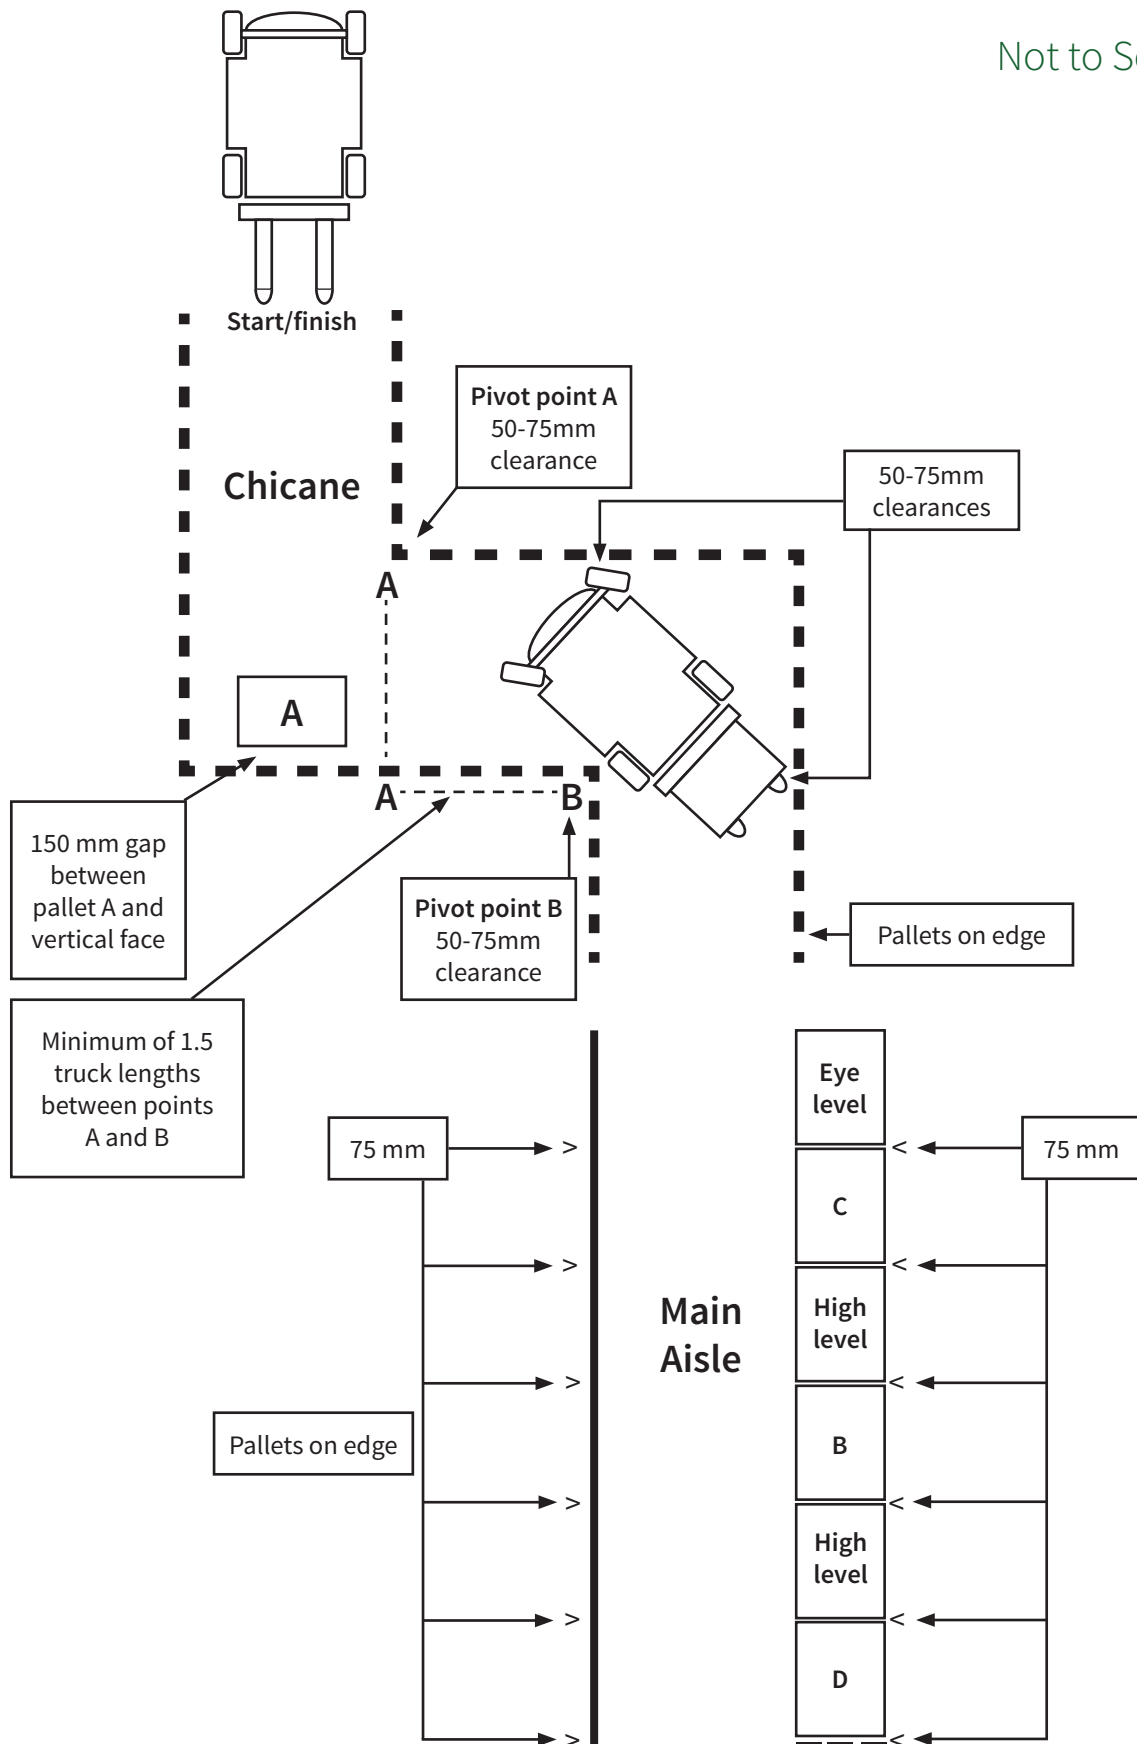 Not to
Start/finish
Pivot point A
50-75mm
clearance
Chicane
50-75mm
clearances
A
A
A
B
150 mm gap
between
pallet A and
vertical face
Pivot point B
50-75mm
clearance
Pallets on edge
Minimum of 1.5
truck lengths
between points
A and B
Eye
level
75 mm
>
<
75 mm
C
>
<
Main
Aisle
High
level
>
<
Pallets on edge
B
>
<
High
level
>
<
D
>
<